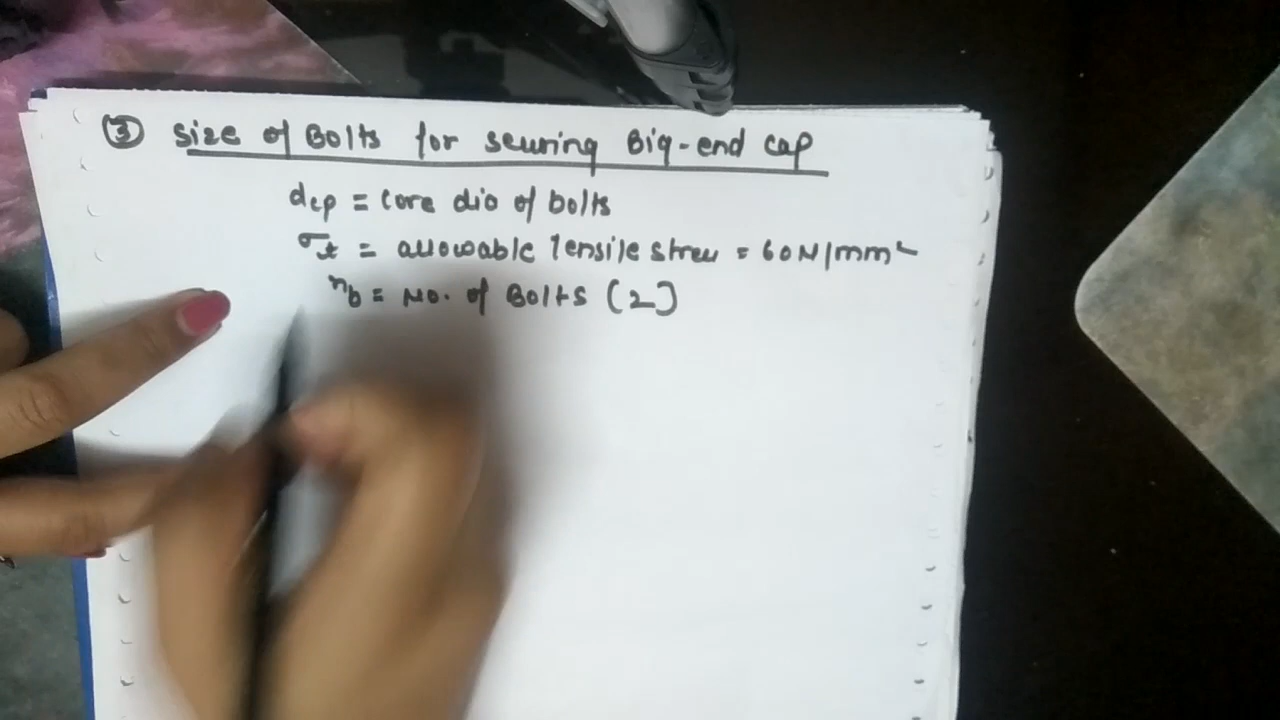 ③ Size of Bolts for securing Big-end cap
dcp = core dia of bolts
σt = allowable tensile stress = 60 N/mm²
nb = No. of Bolts (2)